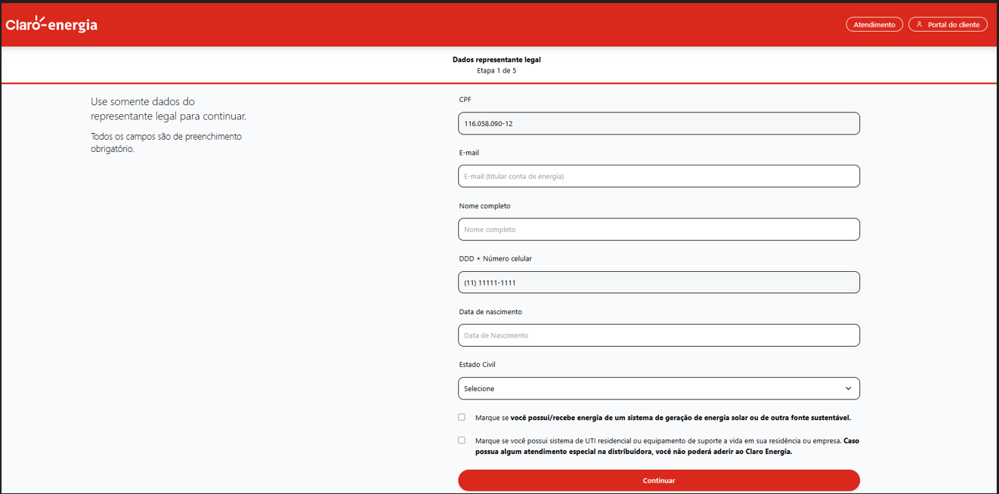 Claro-energia
Atendimento
Portal do cliente
Dados representante legal
Etapa 1 de 5
Use somente dados do
representante legal para continuar.
Todos os campos são de preenchimento
obrigatório.
CPF
116.058.090-12
E-mail
E-mail (titular conta de energia)
Nome completo
Nome completo
DDD + Número celular
(11) 11111-1111
Data de nascimento
Data de Nascimento
Estado Civil
Selecione
Marque se você possui/recebe energia de um sistema de geração de energia solar ou de outra fonte sustentável.
Marque se você possui sistema de UTI residencial ou equipamento de suporte a vida em sua residência ou empresa. Caso
possua algum atendimento especial na distribuidora, você não poderá aderir ao Claro Energia.
Continuar